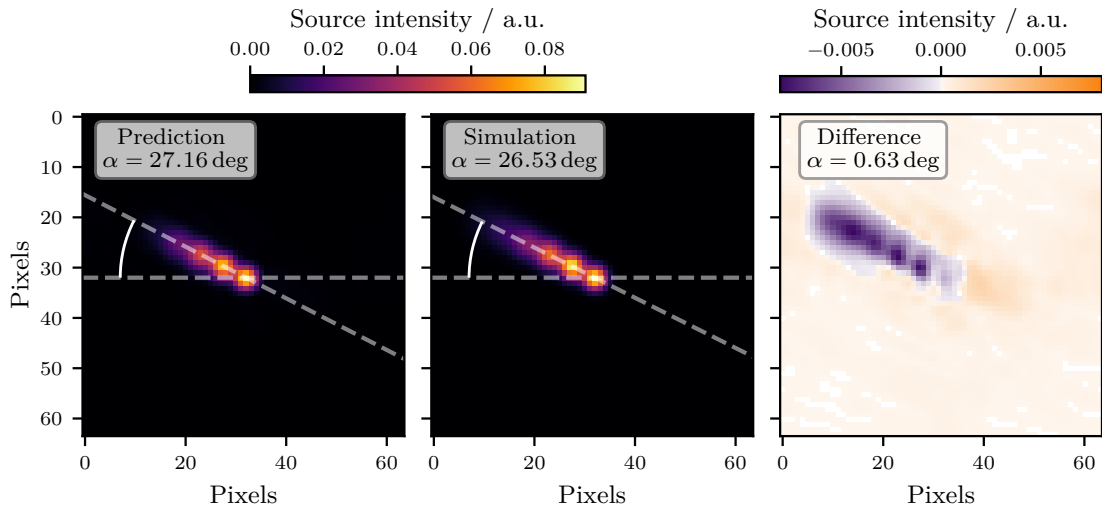 Source intensity / a.u.
0.00 0.02 0.04 0.06 0.08
Source intensity / a.u.
−0.005 0.000 0.005
Prediction
α = 27.16 deg
Simulation
α = 26.53 deg
Difference
α = 0.63 deg
Pixels
0
10
20
30
40
50
60
0 20 40 60
0 20 40 60
0 20 40 60
Pixels
Pixels
Pixels